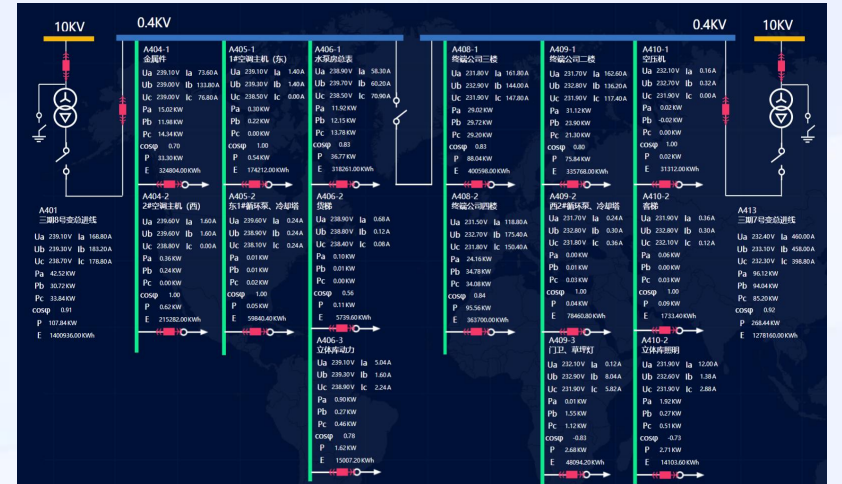 10KV
0.4KV
0.4KV
10KV
A404-1
金属件
Ua 239.10V Ia 73.60A
Ub 239.00V Ib 133.80A
Uc 239.00V Ic 76.80A
Pa 15.02KW
Pb 11.98KW
Pc 14.34KW
cosφ 0.70
P 33.30KW
E 324804.00KWh
A405-1
1#空调主机 (东)
Ua 239.10V Ia 1.40A
Ub 239.30V Ib 1.40A
Uc 238.50V Ic 0.00A
Pa 0.30KW
Pb 0.22KW
Pc 0.00KW
cosφ 1.00
P 0.54KW
E 174212.00KWh
A406-1
水泵房总表
Ua 238.90V Ia 58.30A
Ub 239.70V Ib 60.20A
Uc 238.50V Ic 70.90A
Pa 11.92KW
Pb 12.15KW
Pc 13.78KW
cosφ 0.83
P 36.77KW
E 318261.00KWh
A408-1
终端公司三楼
Ua 231.80V Ia 161.80A
Ub 232.90V Ib 144.00A
Uc 231.90V Ic 147.80A
Pa 29.02KW
Pb 29.72KW
Pc 29.20KW
cosφ 0.83
P 88.04KW
E 400598.00KWh
A409-1
终端公司二楼
Ua 231.70V Ia 162.60A
Ub 232.80V Ib 136.20A
Uc 231.90V Ic 117.40A
Pa 31.12KW
Pb 23.90KW
Pc 21.30KW
cosφ 0.80
P 75.84KW
E 335768.00KWh
A410-1
空压机
Ua 232.10V Ia 0.16A
Ub 232.70V Ib 0.32A
Uc 231.90V Ic 0.00A
Pa 0.02KW
Pb -0.02KW
Pc 0.00KW
cosφ 1.00
P 0.02KW
E 31312.00KWh
A401
三期8号变总进线
Ua 239.10V Ia 168.80A
Ub 239.30V Ib 183.20A
Uc 238.70V Ic 178.80A
Pa 42.52KW
Pb 30.72KW
Pc 33.84KW
cosφ 0.91
P 107.84KW
E 1400936.00KWh
A404-2
2#空调主机 (西)
Ua 239.60V Ia 1.60A
Ub 239.60V Ib 1.60A
Uc 238.80V Ic 0.00A
Pa 0.36KW
Pb 0.24KW
Pc 0.00KW
cosφ 1.00
P 0.62KW
E 215282.00KWh
A405-2
东1#循环泵、冷却塔
Ua 239.60V Ia 0.24A
Ub 239.60V Ib 0.24A
Uc 238.10V Ic 0.24A
Pa 0.01KW
Pb 0.01KW
Pc 0.02KW
cosφ 1.00
P 0.05KW
E 59840.40KWh
A406-2
货梯
Ua 238.90V Ia 0.68A
Ub 238.80V Ib 0.12A
Uc 238.40V Ic 0.08A
Pa 0.10KW
Pb 0.01KW
Pc 0.00KW
cosφ 0.56
P 0.11KW
E 5739.60KWh
A408-2
终端公司四楼
Ua 231.50V Ia 118.80A
Ub 232.70V Ib 175.40A
Uc 231.80V Ic 150.40A
Pa 24.16KW
Pb 34.78KW
Pc 34.08KW
cosφ 0.84
P 95.56KW
E 363700.00KWh
A409-2
西2#循环泵、冷却塔
Ua 231.70V Ia 0.24A
Ub 232.80V Ib 0.30A
Uc 231.80V Ic 0.36A
Pa 0.00KW
Pb 0.01KW
Pc 0.03KW
cosφ 1.00
P 0.04KW
E 78460.80KWh
A410-2
客梯
Ua 231.90V Ia 0.36A
Ub 232.80V Ib 0.30A
Uc 232.10V Ic 0.12A
Pa 0.06KW
Pb 0.00KW
Pc 0.03KW
cosφ 1.00
P 0.09KW
E 1733.40KWh
A413
三期7号变总进线
Ua 232.40V Ia 460.00A
Ub 233.10V Ib 458.00A
Uc 232.30V Ic 398.80A
Pa 96.12KW
Pb 94.04KW
Pc 85.20KW
cosφ 0.92
P 268.44KW
E 1278160.00KWh
A406-3
立体库动力
Ua 239.10V Ia 5.04A
Ub 239.30V Ib 1.60A
Uc 238.90V Ic 2.24A
Pa 0.90KW
Pb 0.27KW
Pc 0.46KW
cosφ 0.78
P 1.62KW
E 15007.20KWh
A409-3
门卫、草坪灯
Ua 232.10V Ia 0.12A
Ub 232.90V Ib 8.04A
Uc 231.90V Ic 5.82A
Pa 0.01KW
Pb 1.55KW
Pc 1.12KW
cosφ -0.83
P 2.68KW
E 48094.20KWh
A410-2
立体库照明
Ua 231.90V Ia 12.00A
Ub 232.60V Ib 1.38A
Uc 231.90V Ic 2.88A
Pa 1.92KW
Pb 0.27KW
Pc 0.51KW
cosφ -0.73
P 2.71KW
E 14103.60KWh